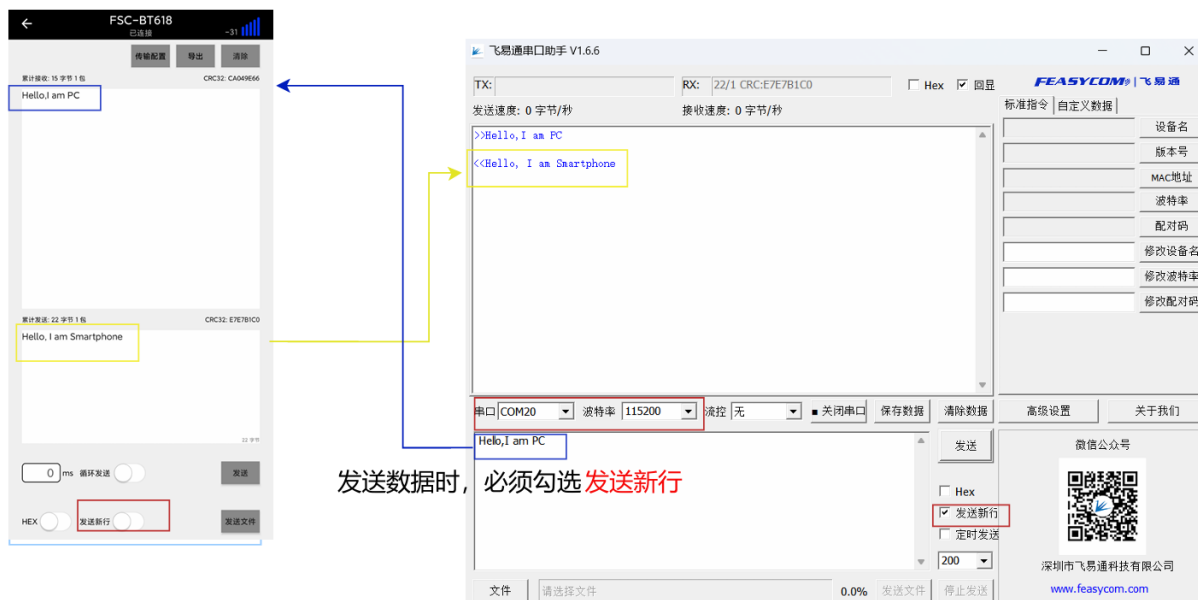 FSC-BT618
已连接
-31
传输配置
导出
清除
累计接收: 15 字节 1 包
CRC32: CA049E66
Hello,I am PC
累计发送: 22 字节 1 包
CRC32: E7E7B1C0
Hello, I am Smartphone
22 字节
0 ms 循环发送
发送
HEX
发送新行
发送文件
飞易通串口助手 V1.6.6
TX:
RX: 22/1 CRC:E7E7B1C0
Hex
回显
发送速度: 0 字节/秒
接收速度: 0 字节/秒
>>Hello,I am PC
<<Hello, I am Smartphone
FEASYCOM® | 飞易通
标准指令
自定义数据
设备名
版本号
MAC地址
波特率
配对码
修改设备名
修改波特率
修改配对码
串口 COM20
波特率 115200
流控 无
关闭串口
保存数据
清除数据
高级设置
关于我们
Hello,I am PC
发送
Hex
发送新行
定时发送
200
发送数据时，必须勾选发送新行
微信公众号
深圳市飞易通科技有限公司
www.feasycom.com
文件
请选择文件
0.0%
发送文件
停止发送